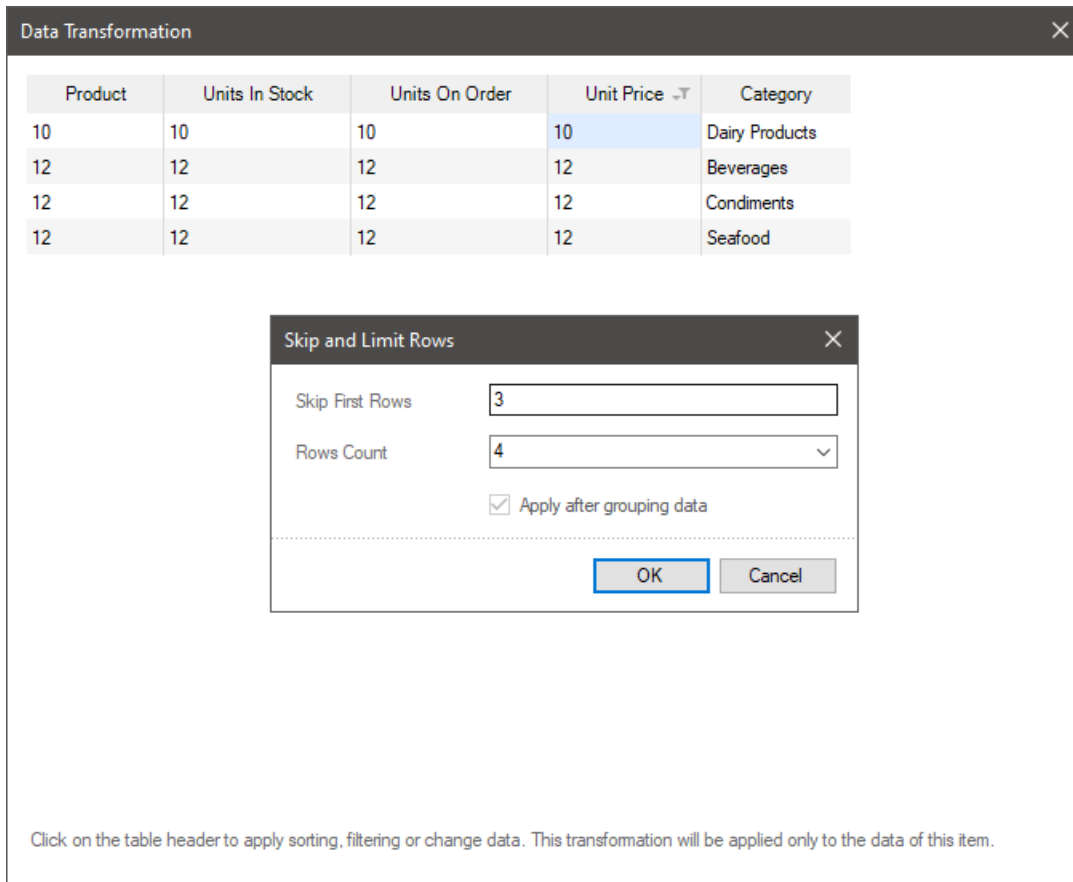 Data Transformation
Product Units In Stock Units On Order Unit Price Category
10 10 10 10 Dairy Products
12 12 12 12 Beverages
12 12 12 12 Condiments
12 12 12 12 Seafood
Skip and Limit Rows
Skip First Rows 3
Rows Count 4
Apply after grouping data
OK Cancel
Click on the table header to apply sorting, filtering or change data. This transformation will be applied only to the data of this item.